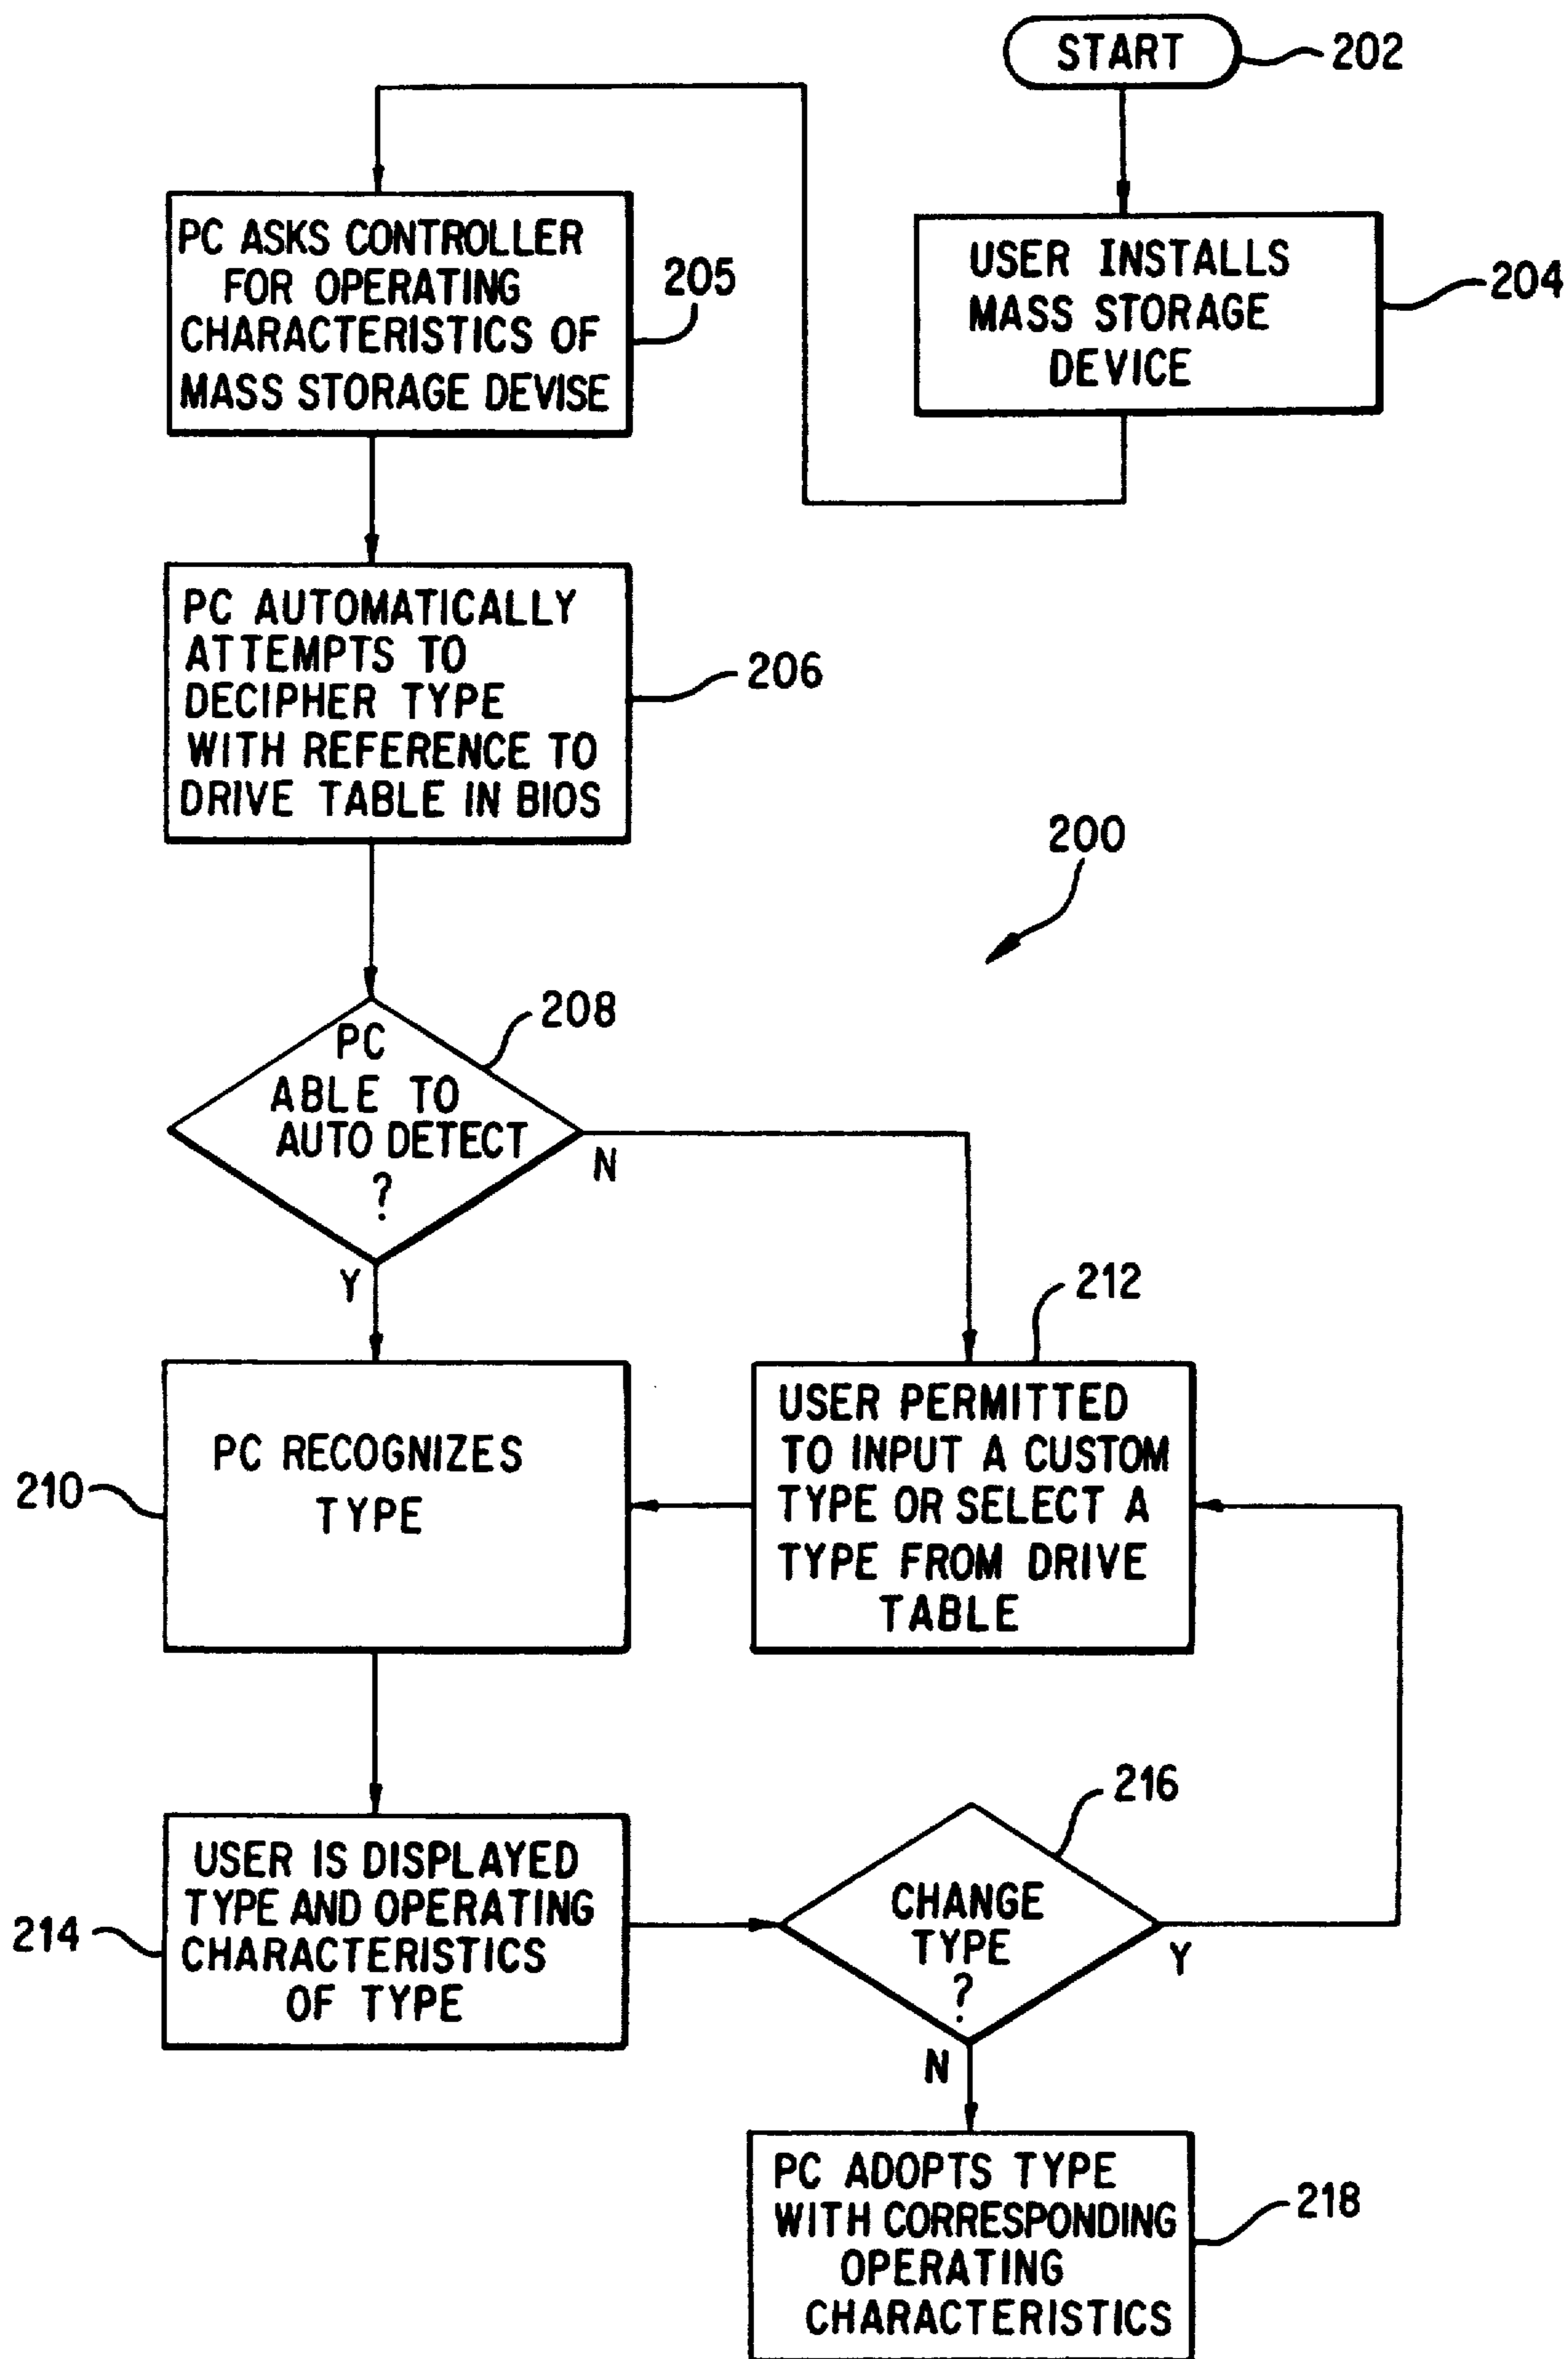 START
202
USER INSTALLS
MASS STORAGE
DEVICE
204
PC ASKS CONTROLLER
FOR OPERATING
CHARACTERISTICS OF
MASS STORAGE DEVISE
205
PC AUTOMATICALLY
ATTEMPTS TO
DECIPHER TYPE
WITH REFERENCE TO
DRIVE TABLE IN BIOS
206
200
PC
ABLE TO
AUTO DETECT
?
208
N
Y
212
USER PERMITTED
TO INPUT A CUSTOM
TYPE OR SELECT A
TYPE FROM DRIVE
TABLE
PC RECOGNIZES
TYPE
210
USER IS DISPLAYED
TYPE AND OPERATING
CHARACTERISTICS
OF TYPE
214
216
CHANGE
TYPE
?
Y
N
PC ADOPTS TYPE
WITH CORRESPONDING
OPERATING
CHARACTERISTICS
218